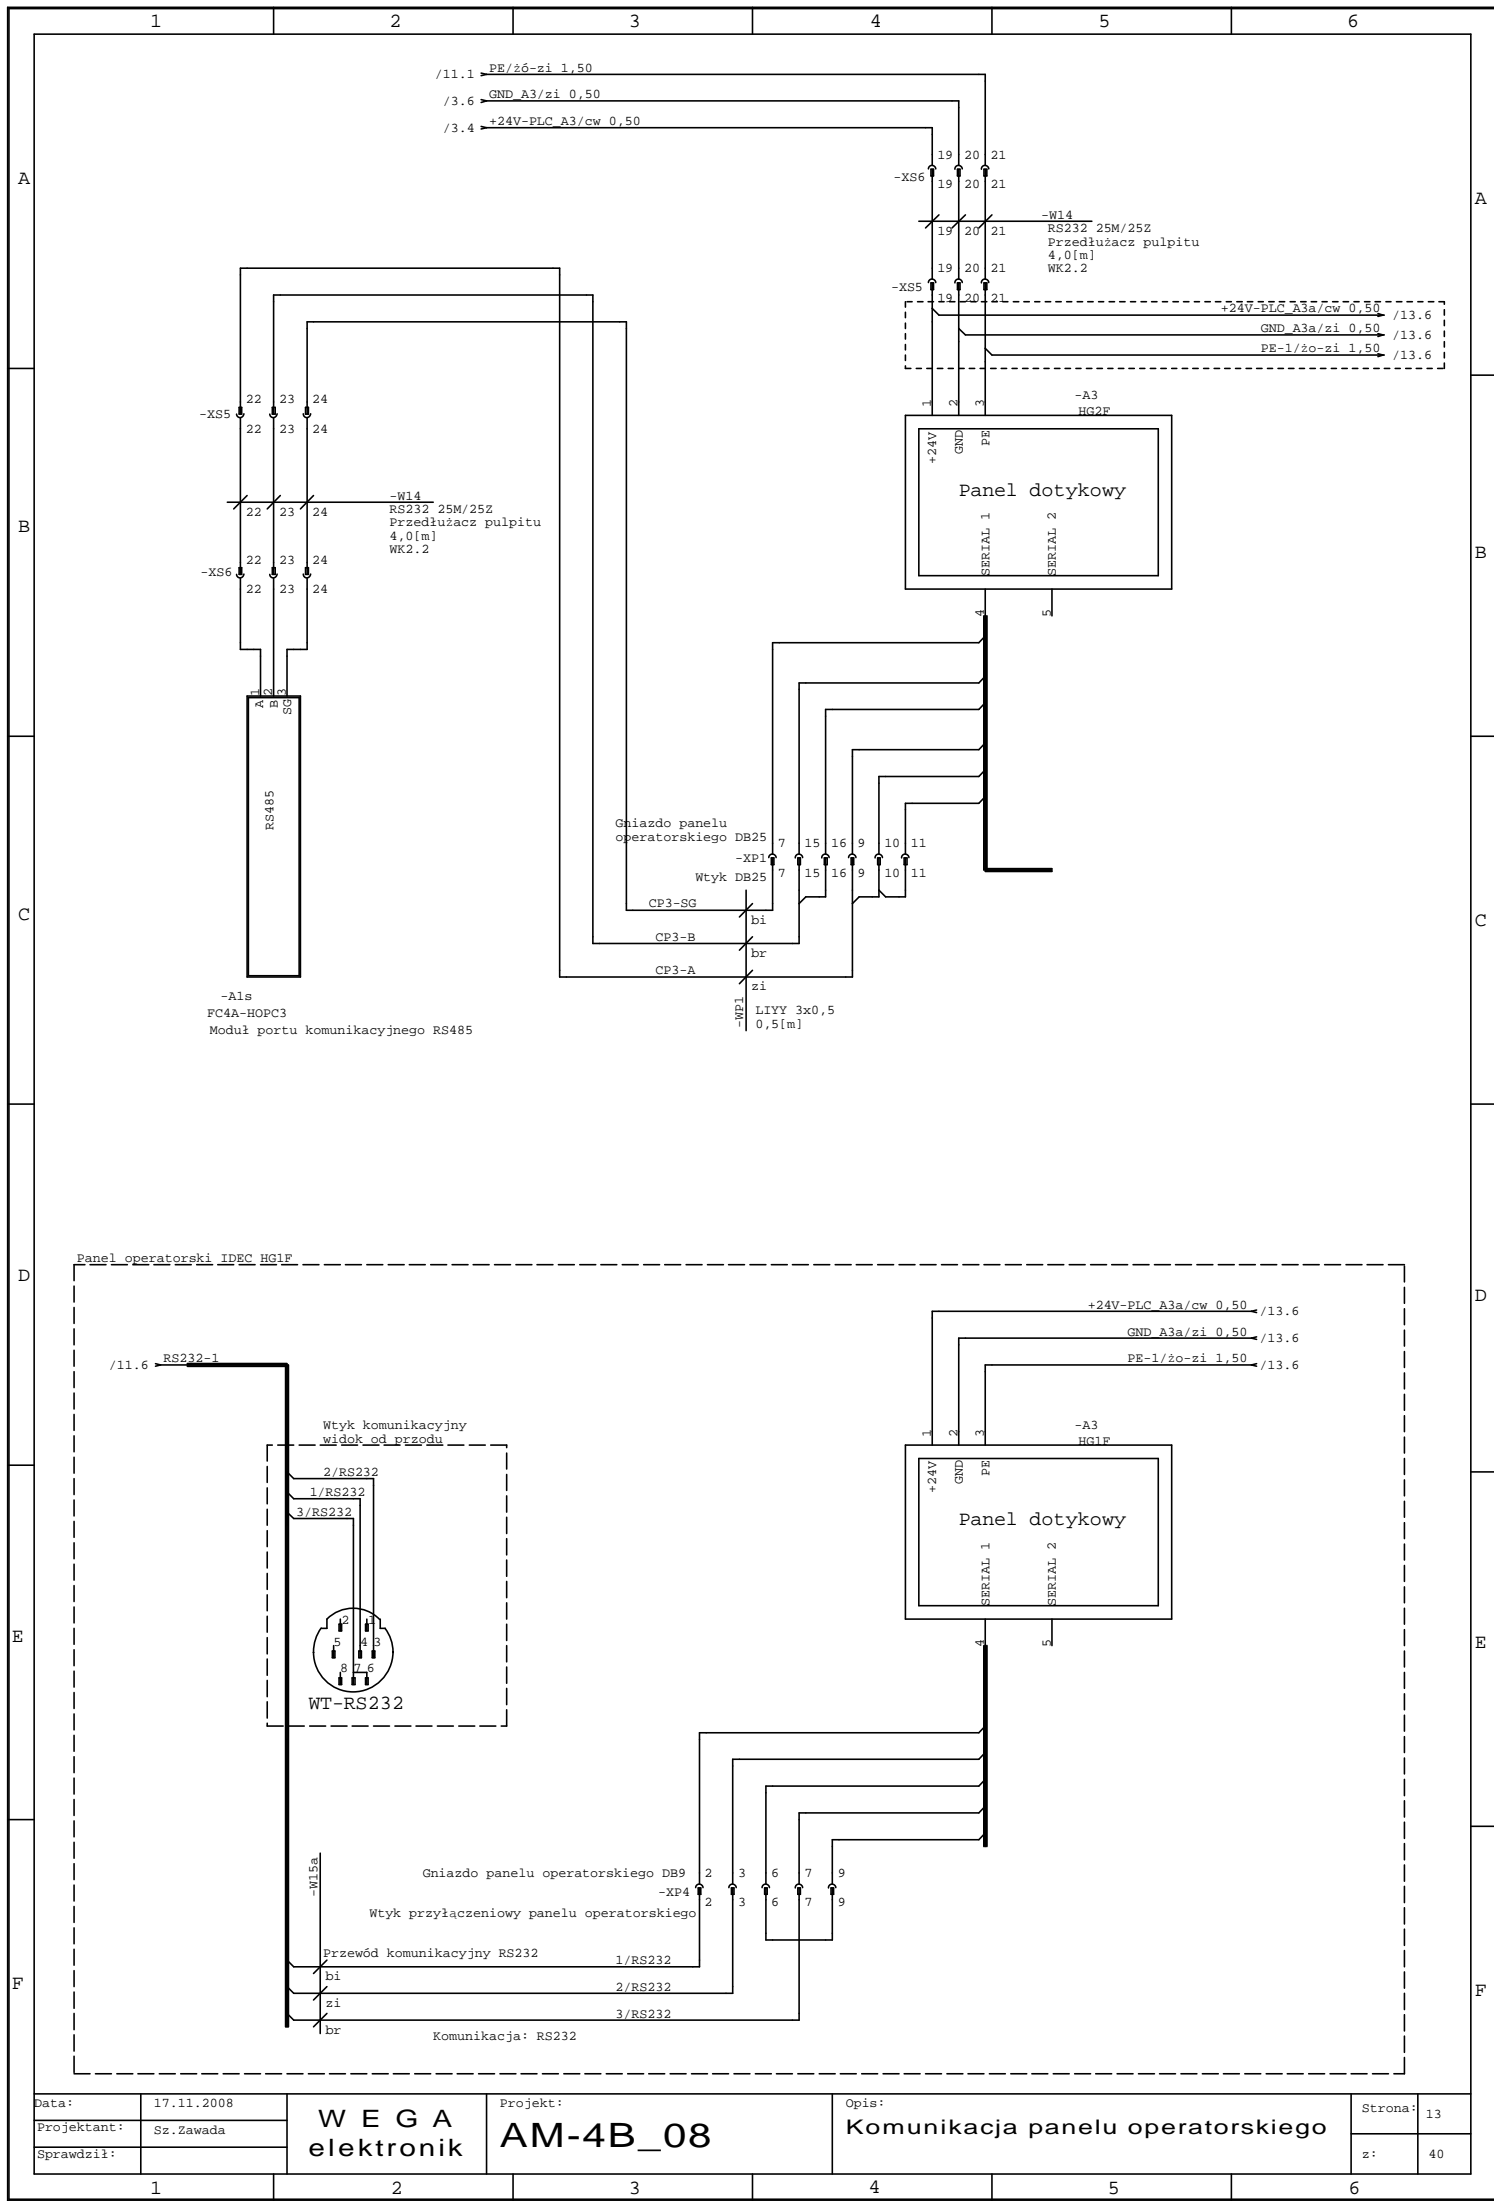 1 2 3 4 5 6
/11.1 PE/żó-zi 1,50
/3.6 GND_A3/zi 0,50
/3.4 +24V-PLC_A3/cw 0,50
A
A
19 20 21
-XS6
19 20 21
-W14
19 20 21
RS232 25M/25Z
Przedłużacz pulpitu
4,0[m]
WK2.2
19 20 21
-XS5
19 20 21
+24V-PLC_A3a/cw 0,50 /13.6
GND_A3a/zi 0,50 /13.6
PE-1/żo-zi 1,50 /13.6
22 23 24
-XS5
22 23 24
-W14
22 23 24
RS232 25M/25Z
Przedłużacz pulpitu
4,0[m]
WK2.2
22 23 24
-XS6
22 23 24
B
B
-A3
HG2F
1 2 3
+24V GND PE
Panel dotykowy
SERIAL 1 SERIAL 2
4 5
1 2 3
A B SG
RS485
-A1s
FC4A-HOPC3
Moduł portu komunikacyjnego RS485
Gniazdo panelu
operatorskiego DB25
7 15 16 9 10 11
-XP1
Wtyk DB25
7 15 16 9 10 11
C
C
CP3-SG
bi
CP3-B
br
CP3-A
zi
-WP1
LIYY 3x0,5
0,5[m]
D
D
Panel operatorski IDEC HG1F
+24V-PLC_A3a/cw 0,50 /13.6
GND_A3a/zi 0,50 /13.6
PE-1/żo-zi 1,50 /13.6
/11.6 RS232-1
Wtyk komunikacyjny
widok od przodu
2/RS232
1/RS232
3/RS232
2 1
5 4 3
8 7 6
WT-RS232
-A3
HG1F
1 2 3
+24V GND PE
Panel dotykowy
SERIAL 1 SERIAL 2
4 5
E
E
-W15a
Gniazdo panelu operatorskiego DB9
2 3 6 7 9
-XP4
2 3 6 7 9
Wtyk przyłączeniowy panelu operatorskiego
Przewód komunikacyjny RS232
1/RS232
bi
2/RS232
zi
3/RS232
br
Komunikacja: RS232
F
F
Data: 17.11.2008
Projektant: Sz.Zawada
Sprawdził:
W E G A
elektronik
Projekt:
AM-4B_08
Opis:
Komunikacja panelu operatorskiego
Strona: 13
z: 40
1 2 3 4 5 6